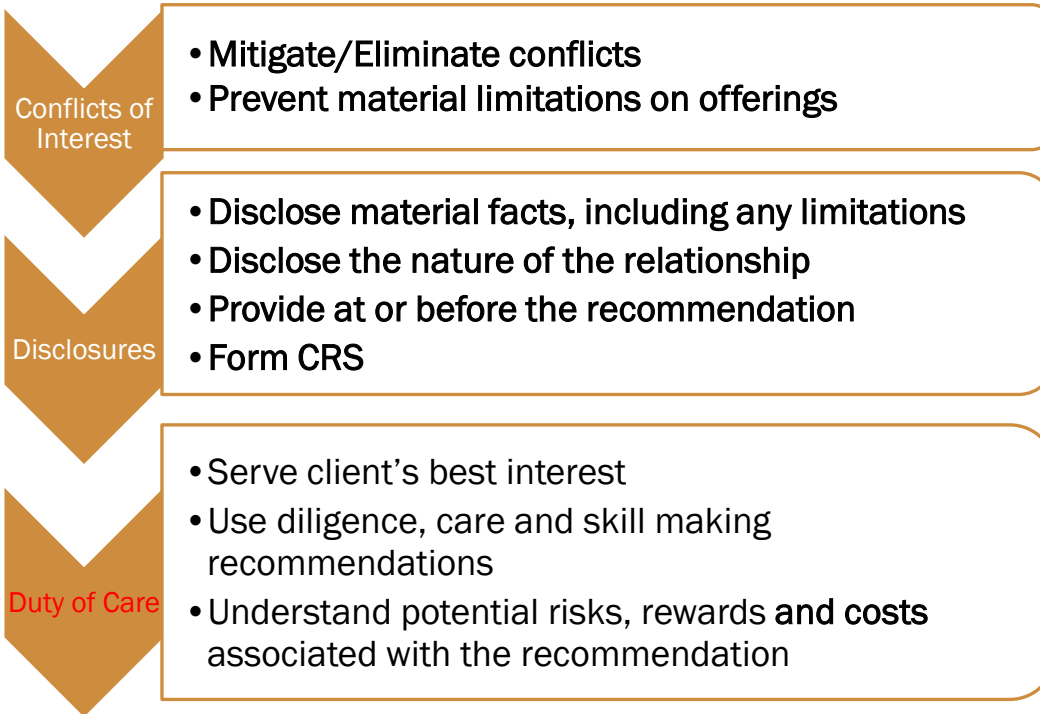 Conflicts of
Interest
• Mitigate/Eliminate conflicts
• Prevent material limitations on offerings
Disclosures
• Disclose material facts, including any limitations
• Disclose the nature of the relationship
• Provide at or before the recommendation
• Form CRS
Duty of Care
• Serve client’s best interest
• Use diligence, care and skill making
recommendations
• Understand potential risks, rewards and costs
associated with the recommendation